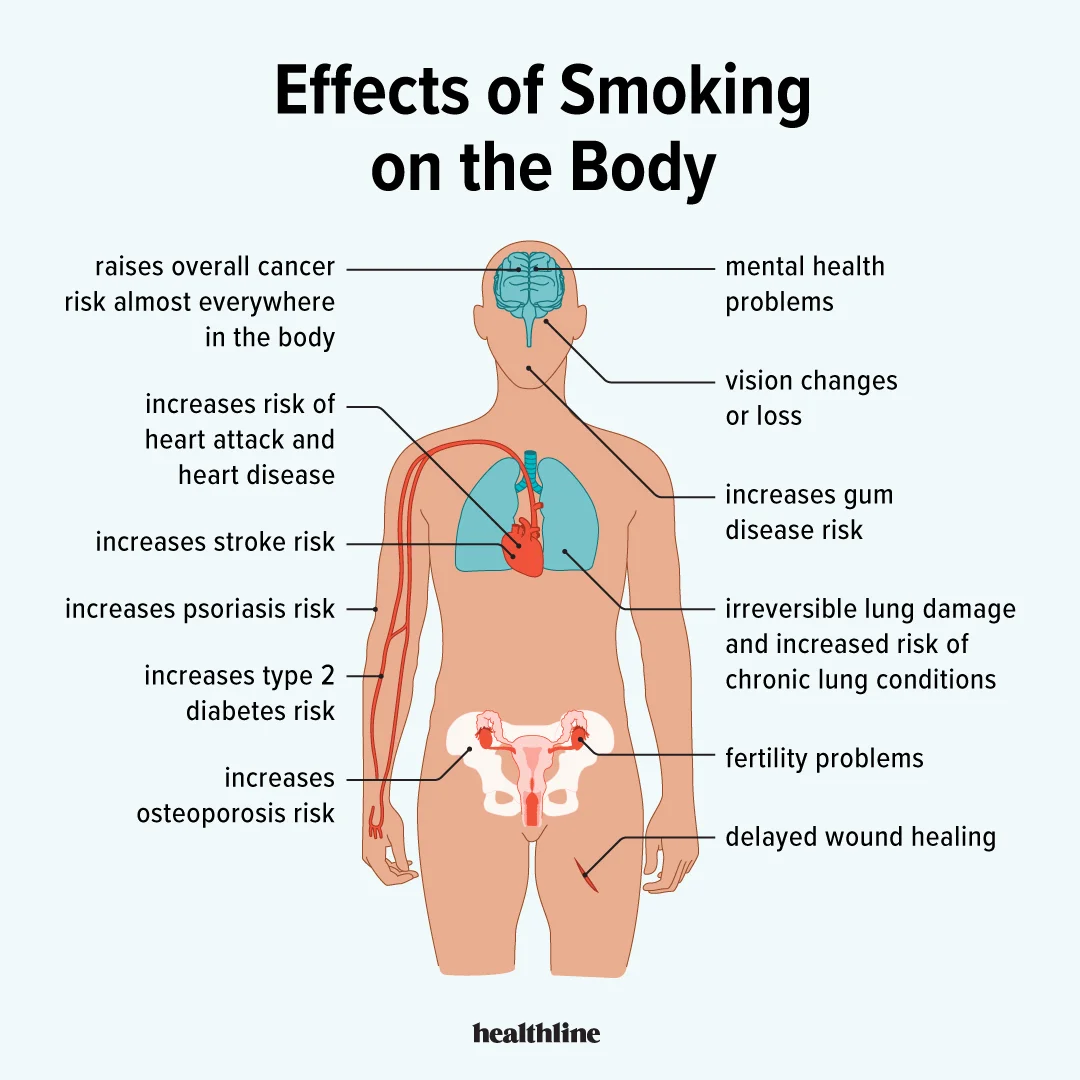 Effects of Smoking
on the Body
raises overall cancer
risk almost everywhere
in the body
increases risk of
heart attack and
heart disease
increases stroke risk
increases psoriasis risk
increases type 2
diabetes risk
increases
osteoporosis risk
mental health
problems
vision changes
or loss
increases gum
disease risk
irreversible lung damage
and increased risk of
chronic lung conditions
fertility problems
delayed wound healing
healthline